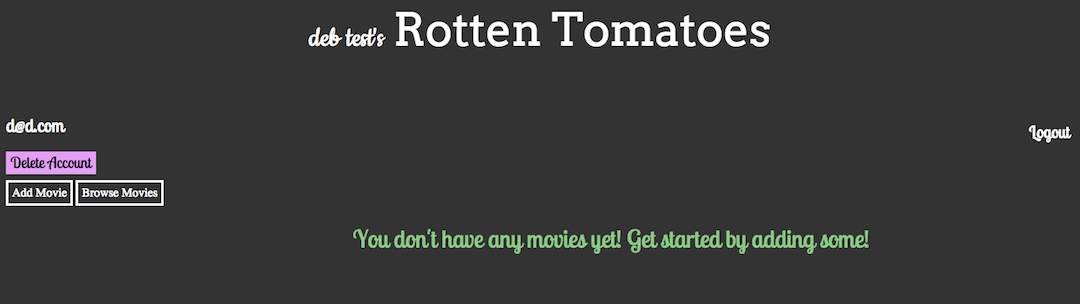 deb test's Rotten Tomatoes
d@d.com
Logout
Delete Account
Add Movie Browse Movies
You don't have any movies yet! Get started by adding some!